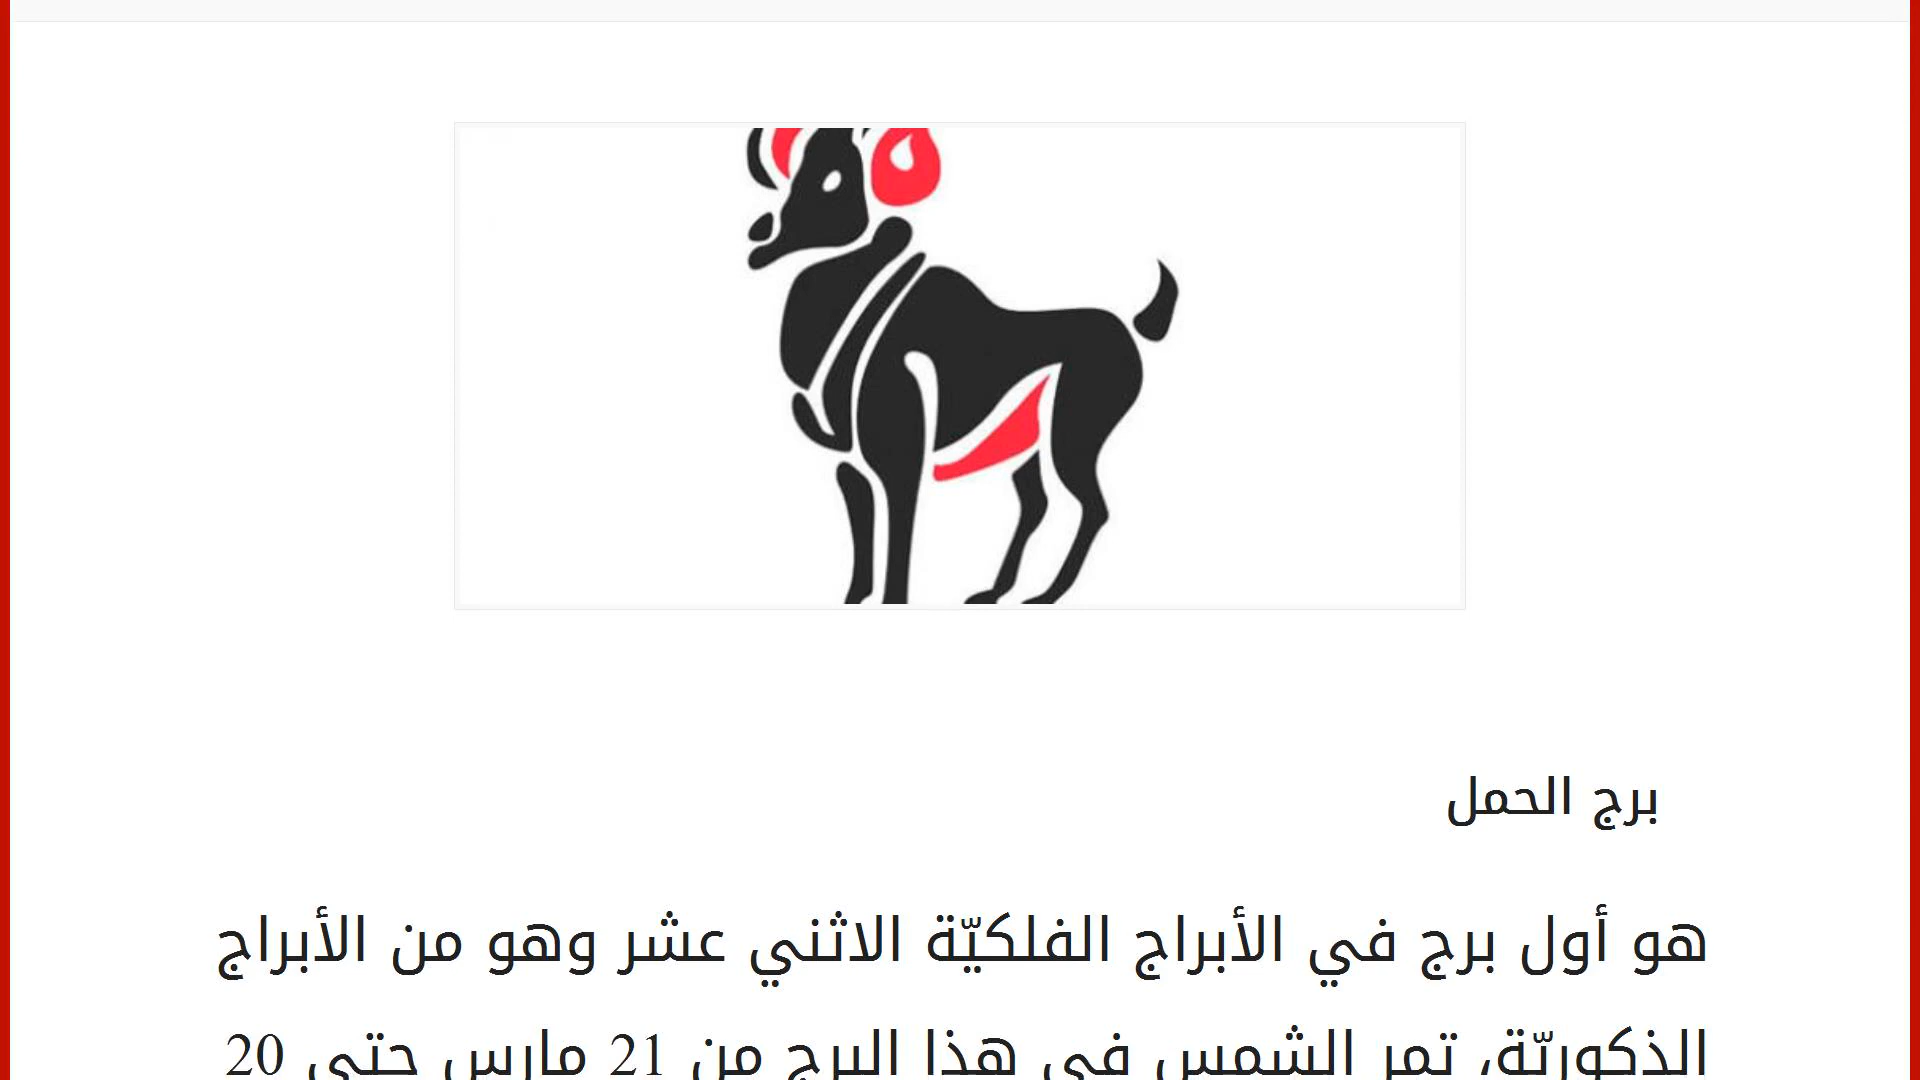 برج الحمل
هو أول برج في الأبراج الفلكيّة الاثني عشر وهو من الأبراج
الذكوريّة، تمر الشمس في هذا البرج من 21 مارس حتى 20